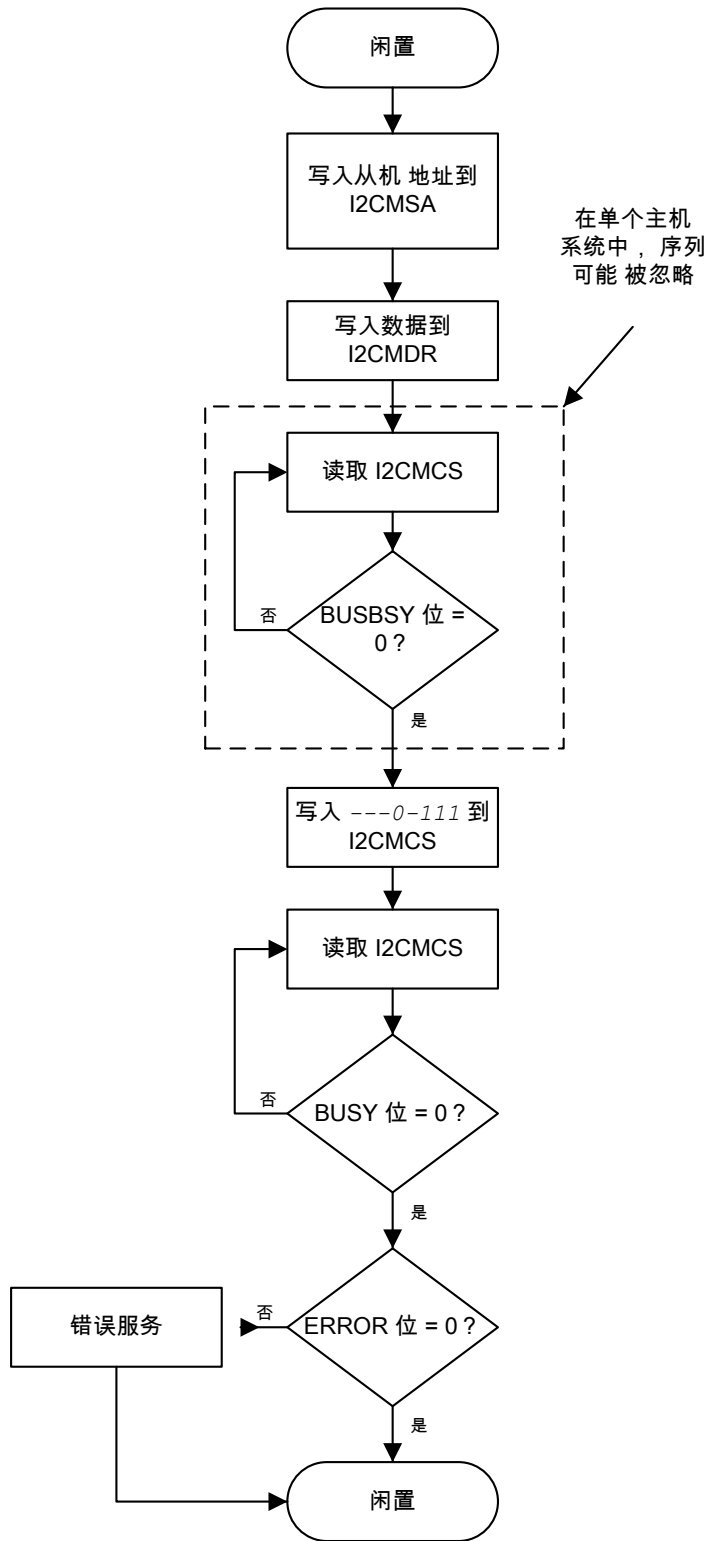 闲置
写入从机 地址到
I2CMSA
在单个主机
系统中，序列
可能 被忽略
写入数据到
I2CMDR
读取 I2CMCS
否
BUSBSY 位 =
0？
是
写入 ---0-111 到
I2CMCS
读取 I2CMCS
否
BUSY 位 = 0？
是
错误服务
否
ERROR 位 = 0？
是
闲置